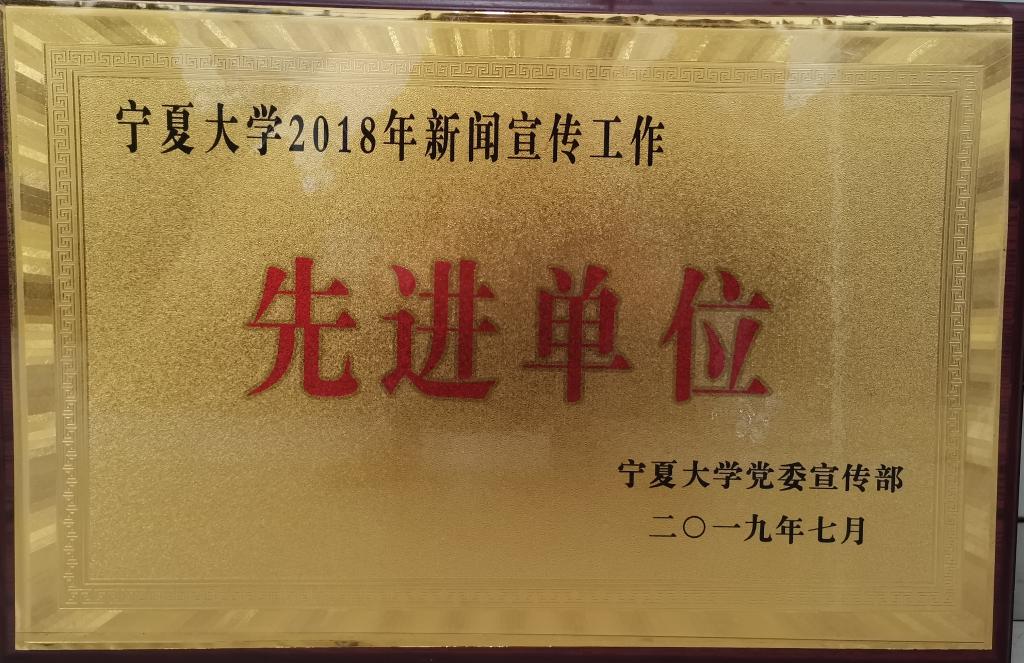 宁夏大学2018年新闻宣传工作
先进单位
宁夏大学党委宣传部
二〇一九年七月